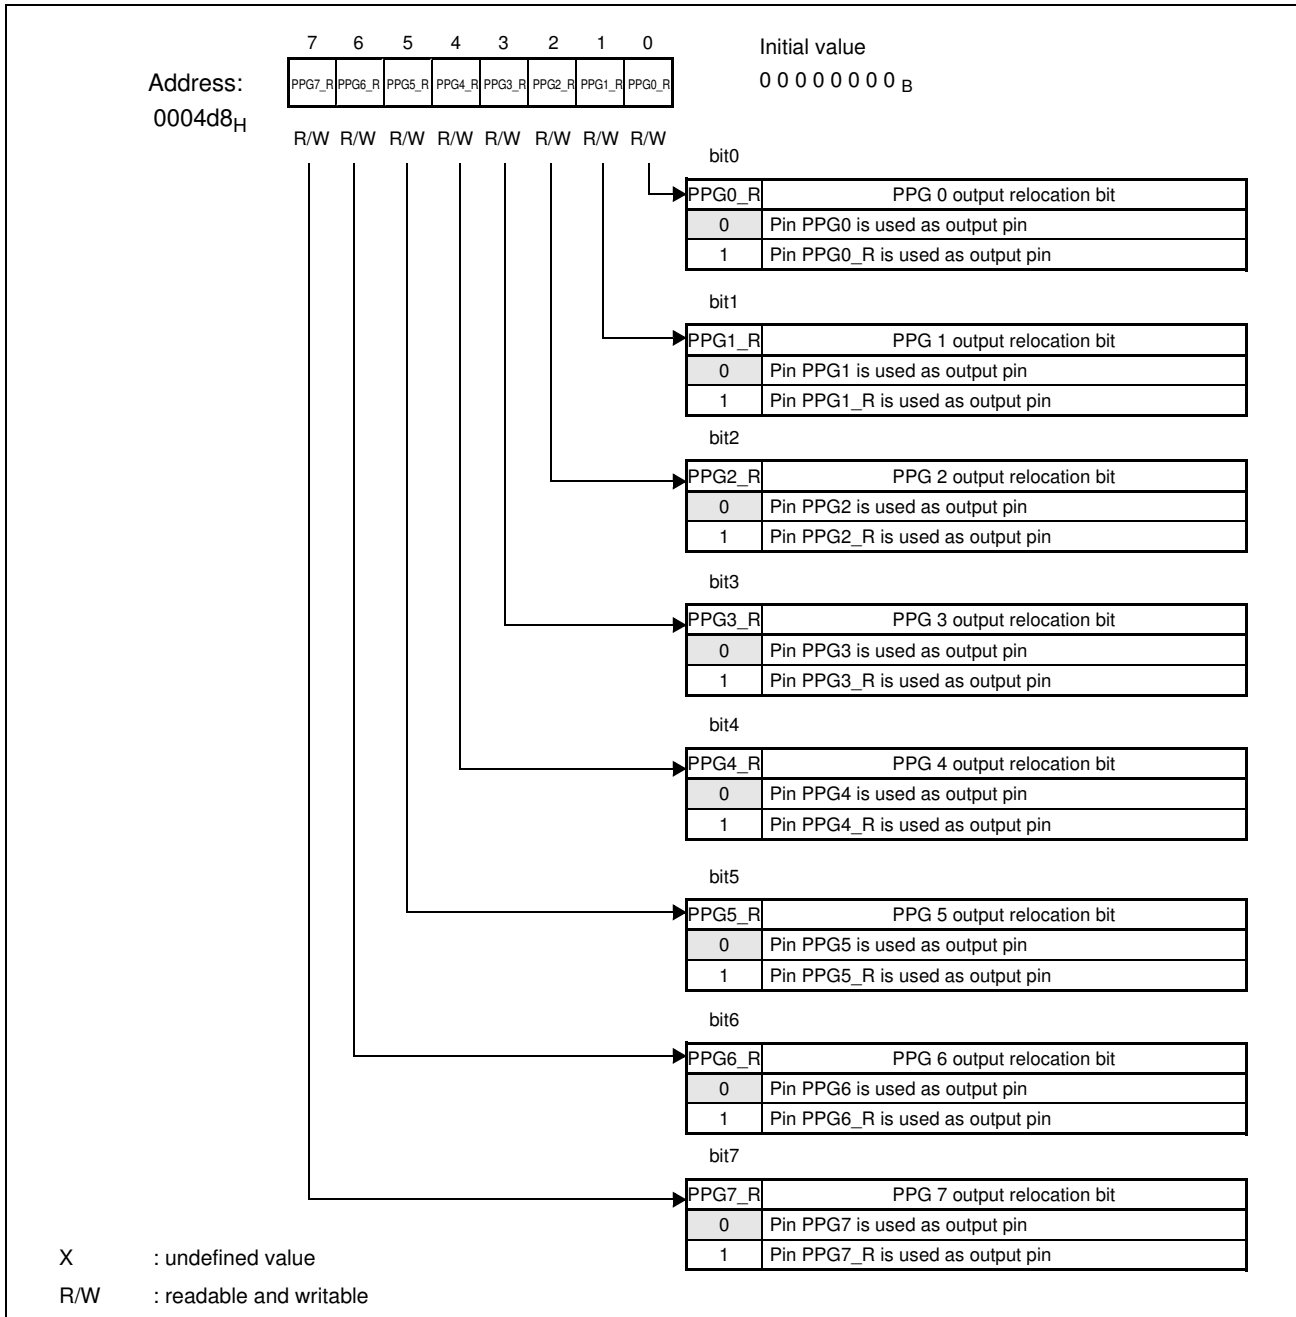 7 6 5 4 3 2 1 0
Initial value
Address:
PPG7_R PPG6_R PPG5_R PPG4_R PPG3_R PPG2_R PPG1_R PPG0_R
0 0 0 0 0 0 0 0 B
0004d8H
R/W R/W R/W R/W R/W R/W R/W R/W
bit0
PPG0_R PPG 0 output relocation bit
0 Pin PPG0 is used as output pin
1 Pin PPG0_R is used as output pin
bit1
PPG1_R PPG 1 output relocation bit
0 Pin PPG1 is used as output pin
1 Pin PPG1_R is used as output pin
bit2
PPG2_R PPG 2 output relocation bit
0 Pin PPG2 is used as output pin
1 Pin PPG2_R is used as output pin
bit3
PPG3_R PPG 3 output relocation bit
0 Pin PPG3 is used as output pin
1 Pin PPG3_R is used as output pin
bit4
PPG4_R PPG 4 output relocation bit
0 Pin PPG4 is used as output pin
1 Pin PPG4_R is used as output pin
bit5
PPG5_R PPG 5 output relocation bit
0 Pin PPG5 is used as output pin
1 Pin PPG5_R is used as output pin
bit6
PPG6_R PPG 6 output relocation bit
0 Pin PPG6 is used as output pin
1 Pin PPG6_R is used as output pin
bit7
PPG7_R PPG 7 output relocation bit
0 Pin PPG7 is used as output pin
1 Pin PPG7_R is used as output pin
X : undefined value
R/W : readable and writable